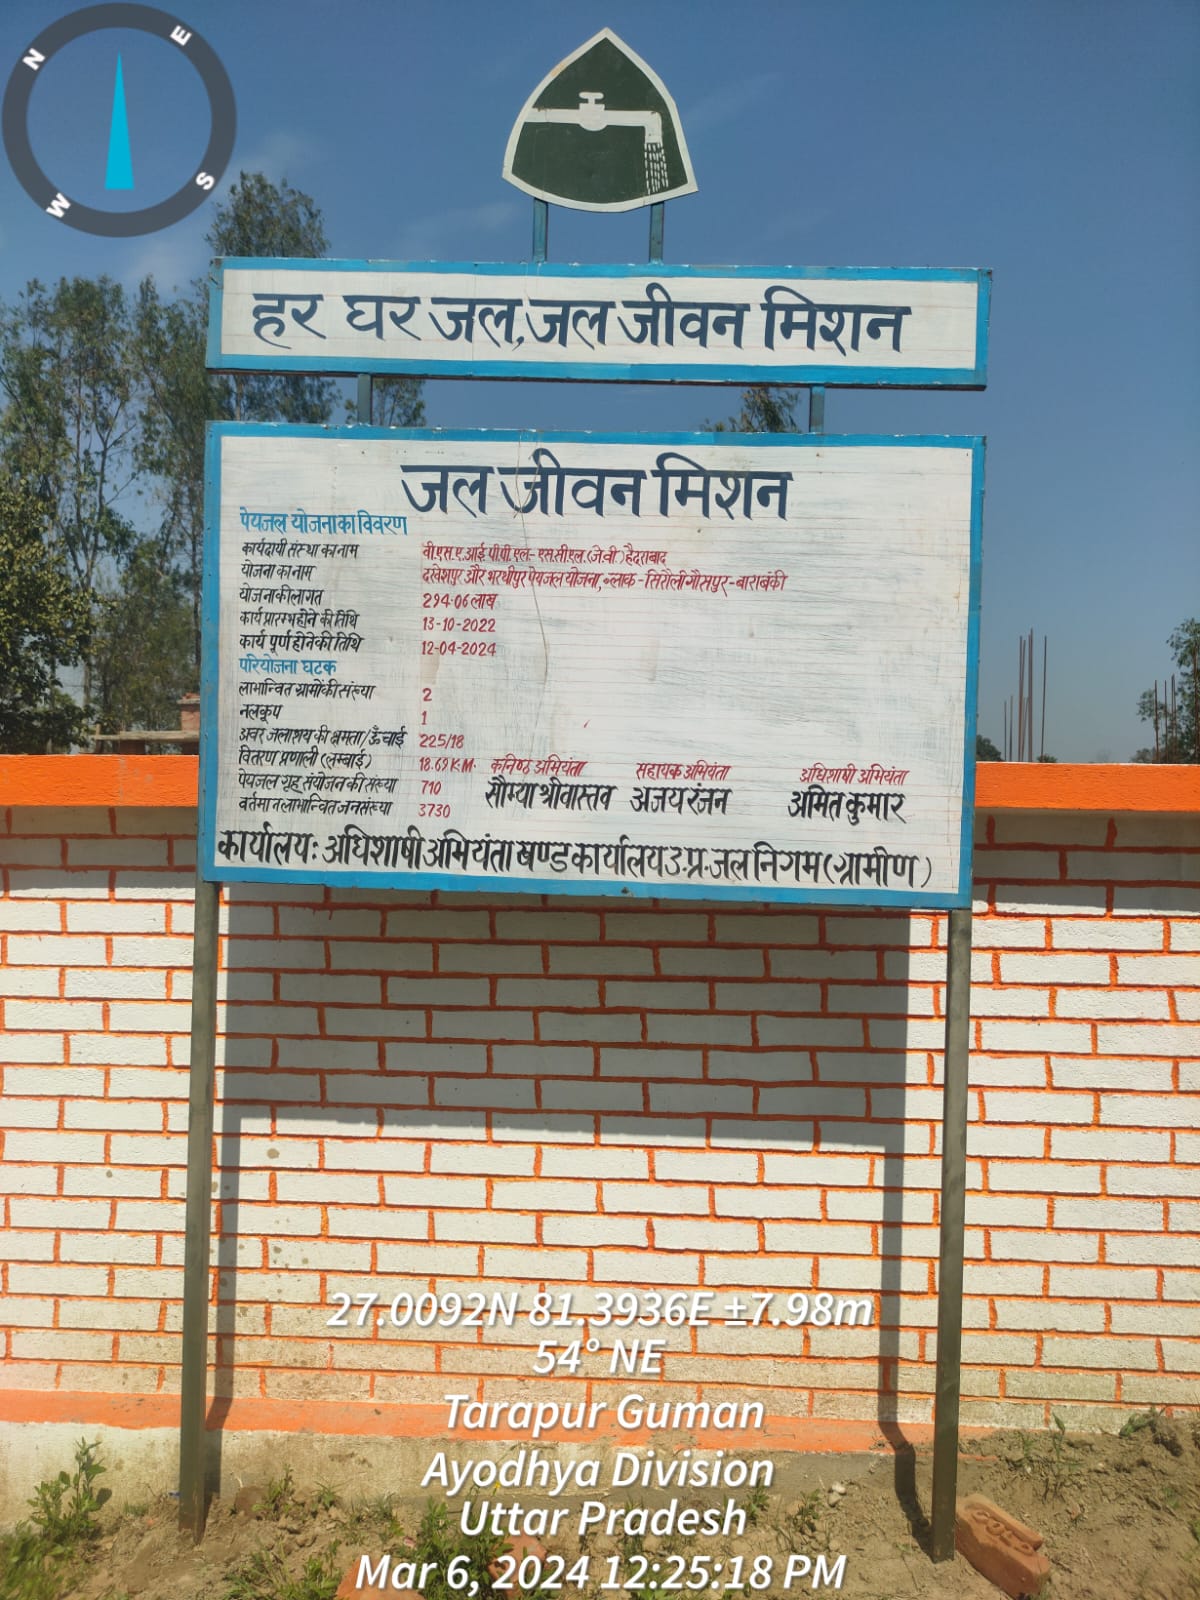 N
E
W
S
हर घर जल, जल जीवन मिशन
जल जीवन मिशन
पेयजल योजना का विवरण
कार्यदायी संस्था का नाम वी.एस.ए.आई पी.पी.एल- एस.सी.एल. (जे.वी.) हैदराबाद
योजना का नाम दखेशपुर और भरथीपुर पेयजल योजना, ब्लाक - सिरौलीगौसपुर - बाराबंकी
योजना की लागत 294.06 लाख
कार्य प्रारम्भ होने की तिथि 13-10-2022
कार्य पूर्ण होने की तिथि 12-04-2024
परियोजना घटक
लाभान्वित ग्रामों की संख्या 2
नलकूप 1
अवर जलाशय की क्षमता/ऊँचाई 225/18
वितरण प्रणाली (लम्बाई) 18.69 K.M. कनिष्ठ अभियंता सहायक अभियंता अधिशाषी अभियंता
पेयजल गृह संयोजन की संख्या 710 सौम्या श्रीवास्तव अजय रंजन अमित कुमार
वर्तमान लाभान्वित जनसंख्या 3730
कार्यालय: अधिशाषी अभियंता खण्ड कार्यालय उ.प्र. जल निगम (ग्रामीण)
27.0092N 81.3936E ±7.98m
54° NE
Tarapur Guman
Ayodhya Division
Uttar Pradesh
Mar 6, 2024 12:25:18 PM